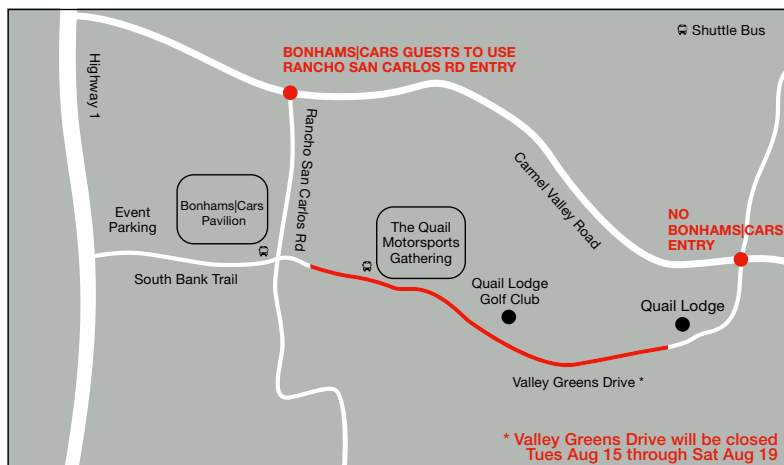 Shuttle Bus
BONHAMS|CARS GUESTS TO USE
RANCHO SAN CARLOS RD ENTRY
Highway 1
Rancho San Carlos Rd
Carmel Valley Road
Bonhams|Cars
Pavilion
Event
Parking
The Quail
Motorsports
Gathering
NO
BONHAMS|CARS
ENTRY
South Bank Trail
Quail Lodge
Golf Club
Quail Lodge
Valley Greens Drive *
* Valley Greens Drive will be closed
Tues Aug 15 through Sat Aug 19